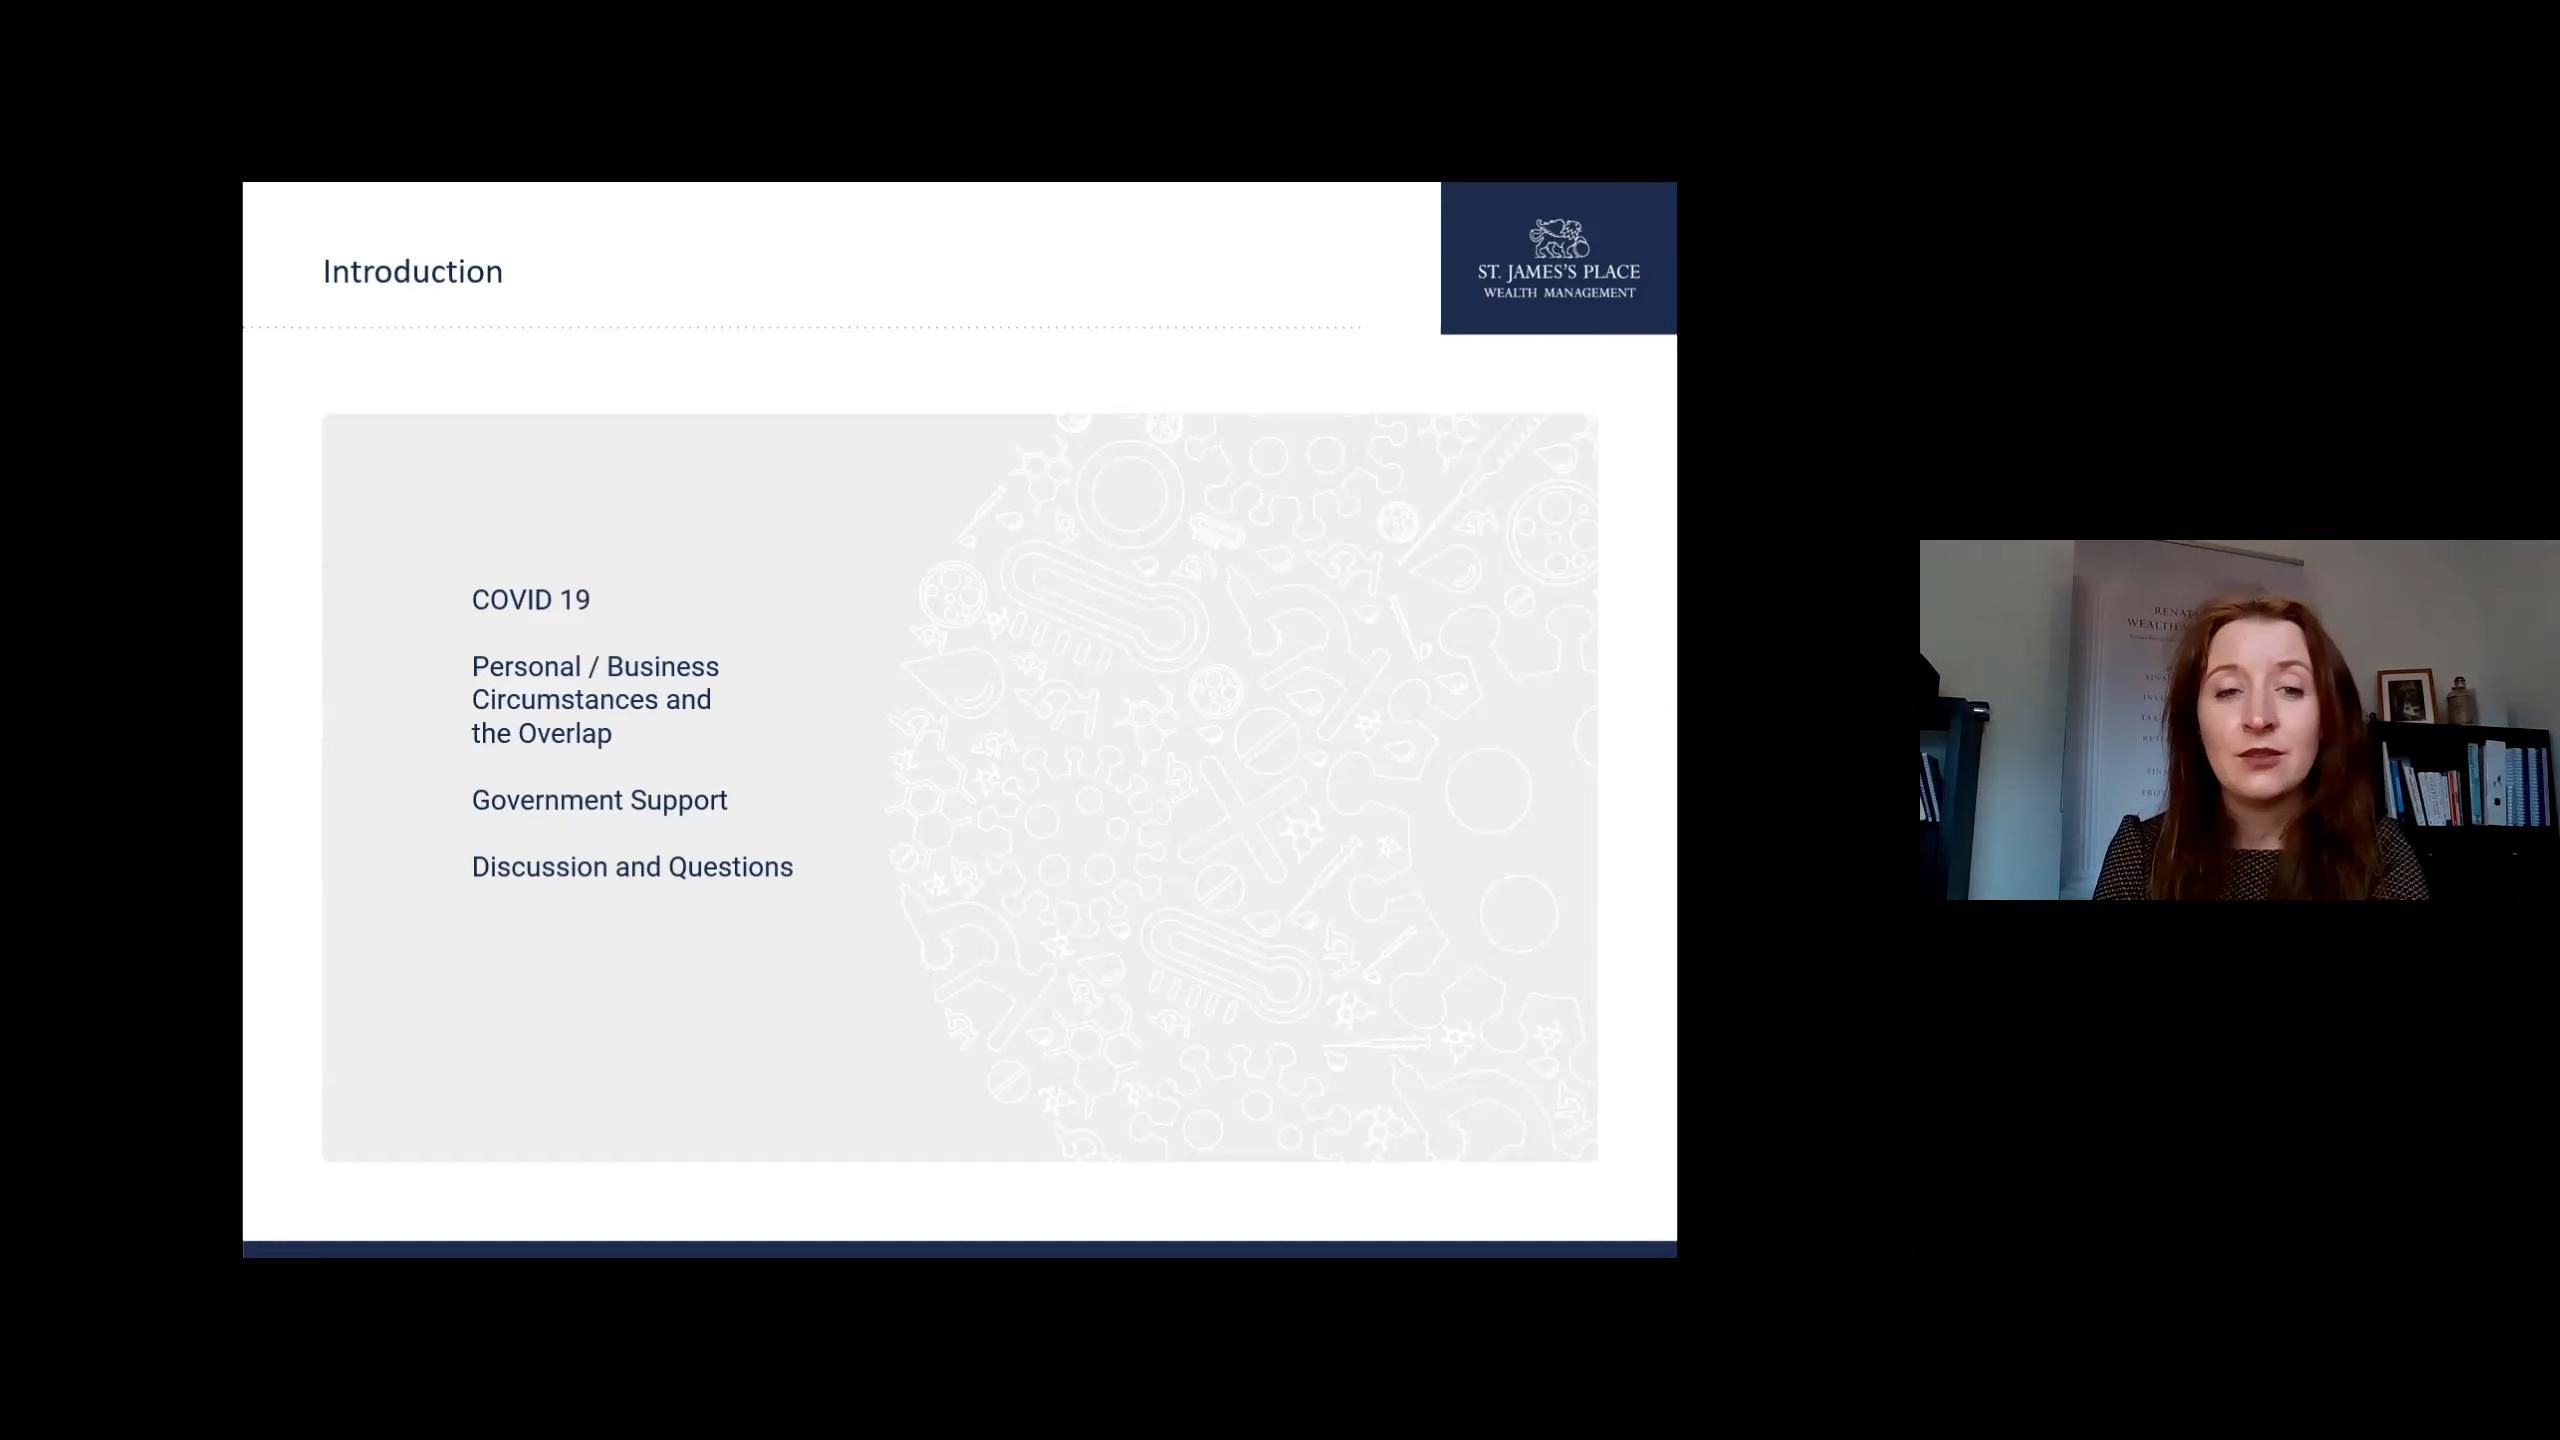 Introduction
ST. JAMES'S PLACE
WEALTH MANAGEMENT
COVID 19
Personal / Business
Circumstances and
the Overlap
Government Support
Discussion and Questions
WEALTH